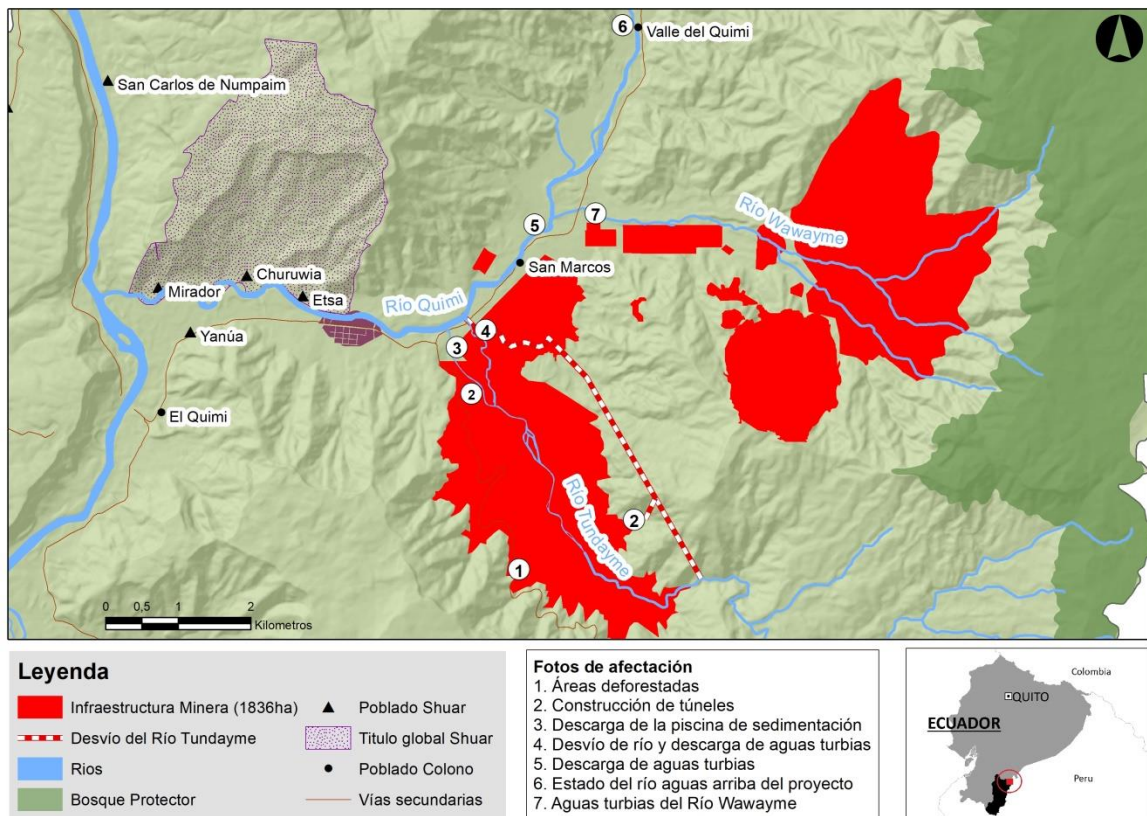 6
Valle del Quimi
San Carlos de Numpaim
Río Wawayme
5
7
San Marcos
Churuwia
Mirador
Etsa
Río Quimi
Yanúa
4
3
2
El Quimi
Río Tundayme
2
1
0 0,5 1 2
Kilometros
Leyenda
Infraestructura Minera (1836ha)
Desvío del Río Tundayme
Rios
Bosque Protector
Poblado Shuar
Titulo global Shuar
Poblado Colono
Vías secundarias
Fotos de afectación
1. Áreas deforestadas
2. Construcción de túneles
3. Descarga de la piscina de sedimentación
4. Desvío de río y descarga de aguas turbias
5. Descarga de aguas turbias
6. Estado del río aguas arriba del proyecto
7. Aguas turbias del Río Wawayme
Colombia
QUITO
ECUADOR
Peru